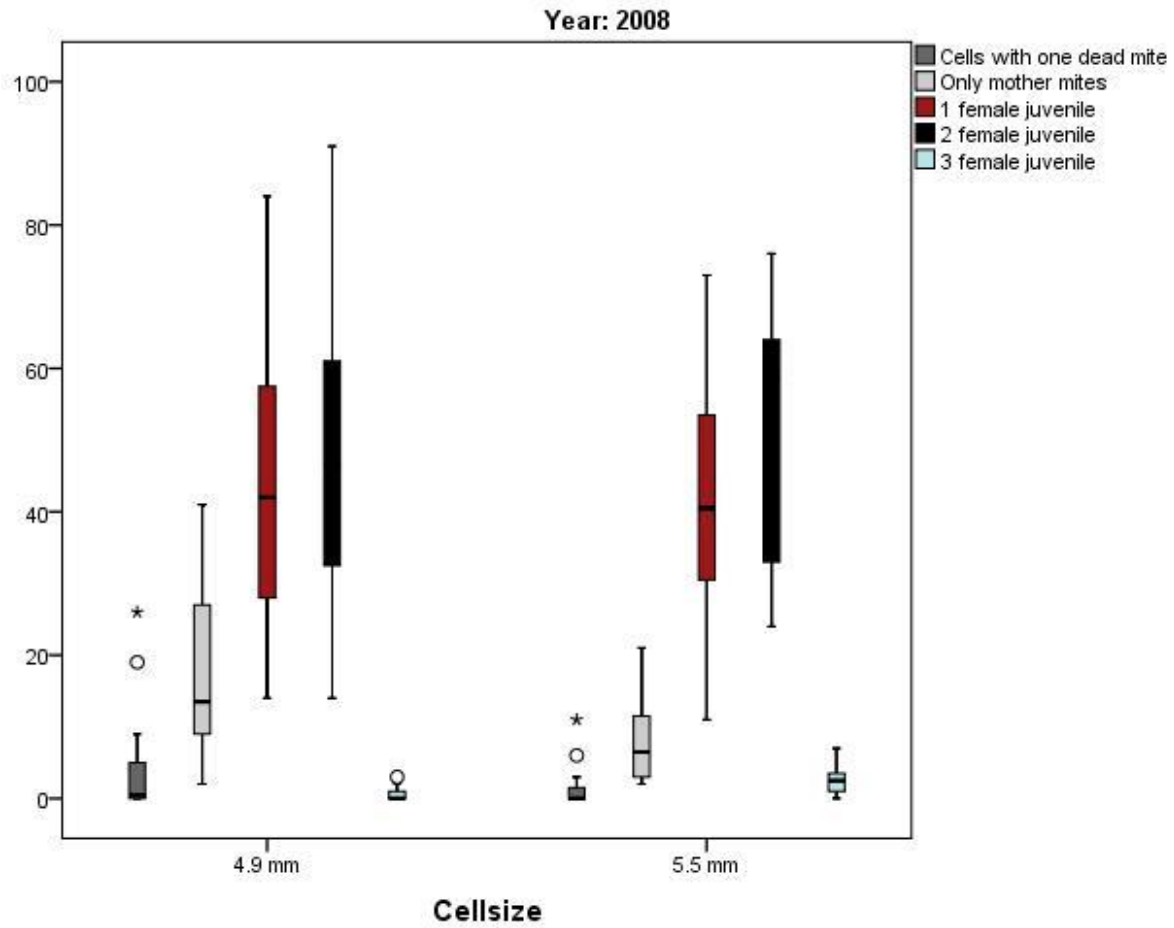 Year: 2008
Cells with one dead mite
Only mother mites
1 female juvenile
2 female juvenile
3 female juvenile
100
80
60
40
20
0
4.9 mm
5.5 mm
Cellsize